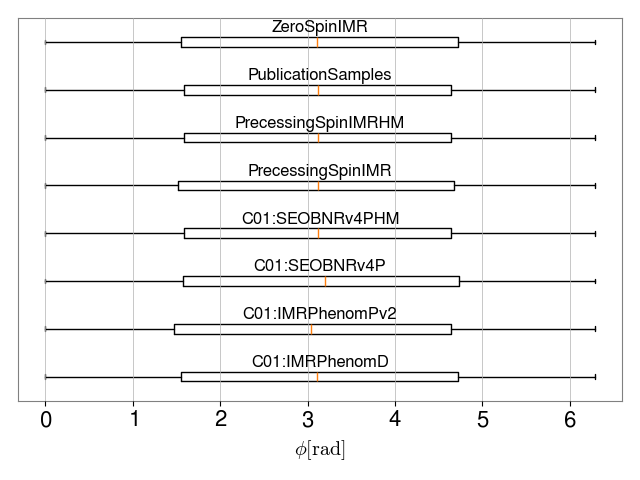 ZeroSpinIMR
PublicationSamples
PrecessingSpinIMRHM
PrecessingSpinIMR
C01:SEOBNRv4PHM
C01:SEOBNRv4P
C01:IMRPhenomPv2
C01:IMRPhenomD
0 1 2 3 4 5 6
ϕ[rad]